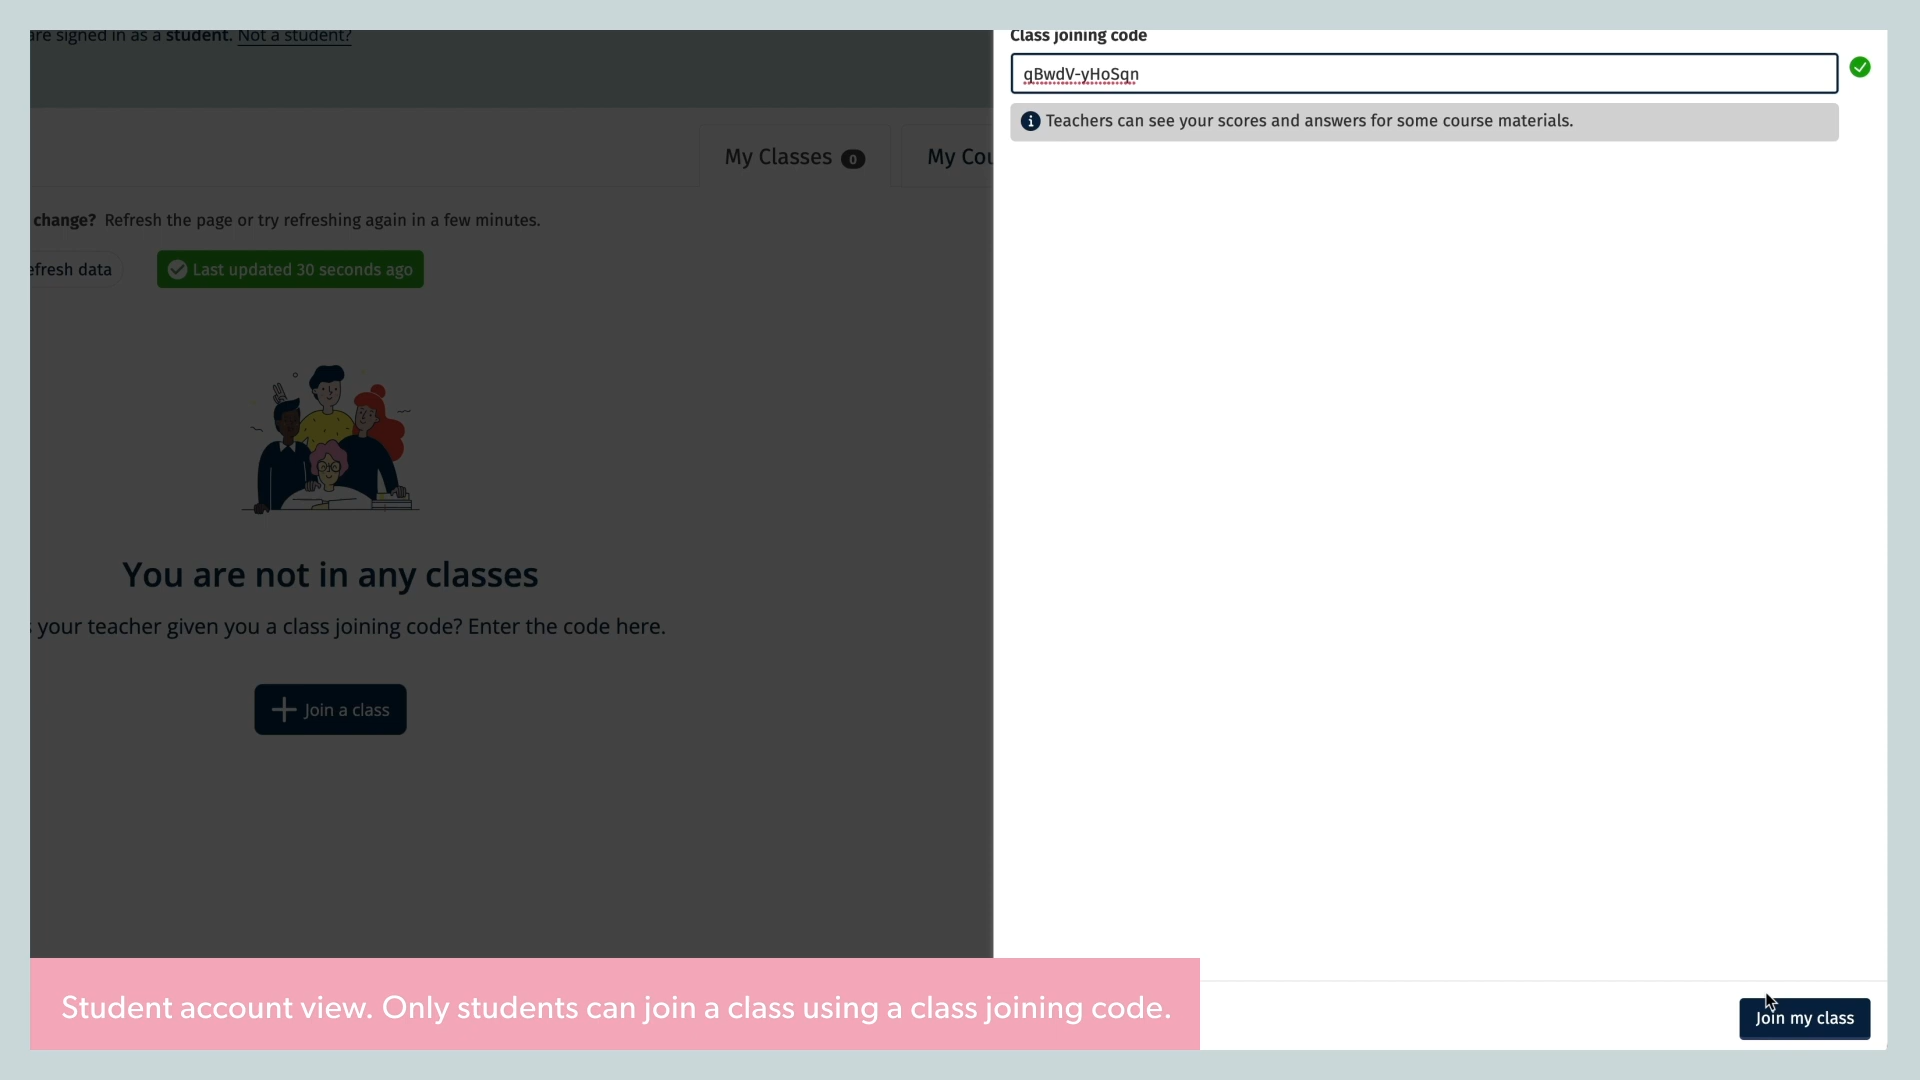 are signed in as a student. Not a student?
Class joining code
qBwdV-yHoSqn
Teachers can see your scores and answers for some course materials.
My Classes 0
My Cou
change? Refresh the page or try refreshing again in a few minutes.
efresh data
Last updated 30 seconds ago
You are not in any classes
s your teacher given you a class joining code? Enter the code here.
Join a class
Student account view. Only students can join a class using a class joining code.
Join my class